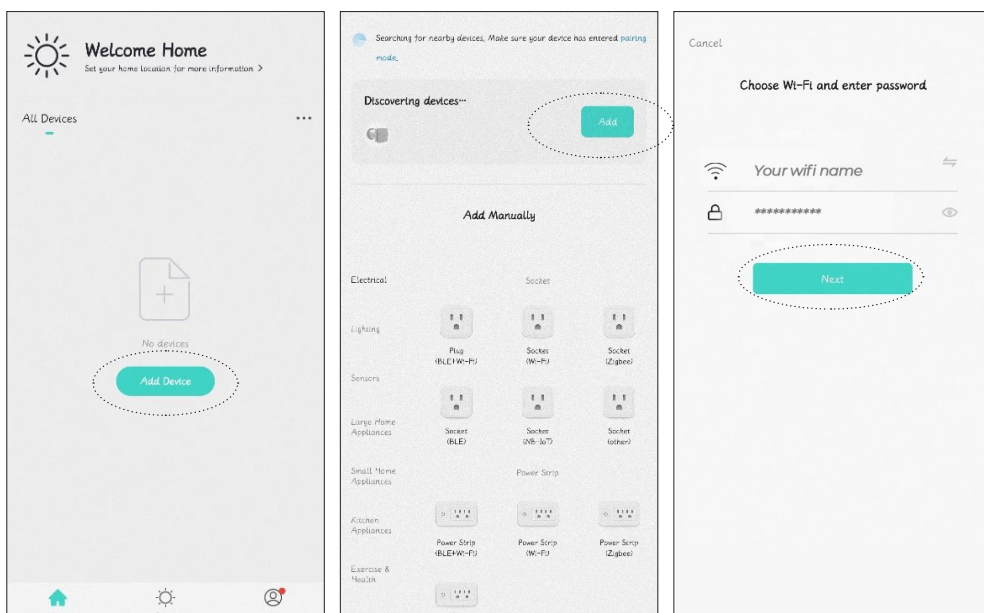 Welcome Home
Set your home location for more information >
All Devices
...
No devices
Add Device
Searching for nearby devices, Make sure your device has entered pairing
mode.
Discovering devices...
Add
Add Manually
Electrical
Socket
Lighting
Plug
(BLE+Wi-Fi)
Socket
(Wi-Fi)
Socket
(Zigbee)
Sensors
Large Home
Appliances
Socket
(BLE)
Socket
(NB-IoT)
Socket
(other)
Small Home
Appliances
Power Strip
Kitchen
Appliances
Power Strip
(BLE+Wi-Fi)
Power Strip
(Wi-Fi)
Power Strip
(Zigbee)
Exercise &
Health
Cancel
Choose Wi-Fi and enter password
Your wifi name
***********
Next